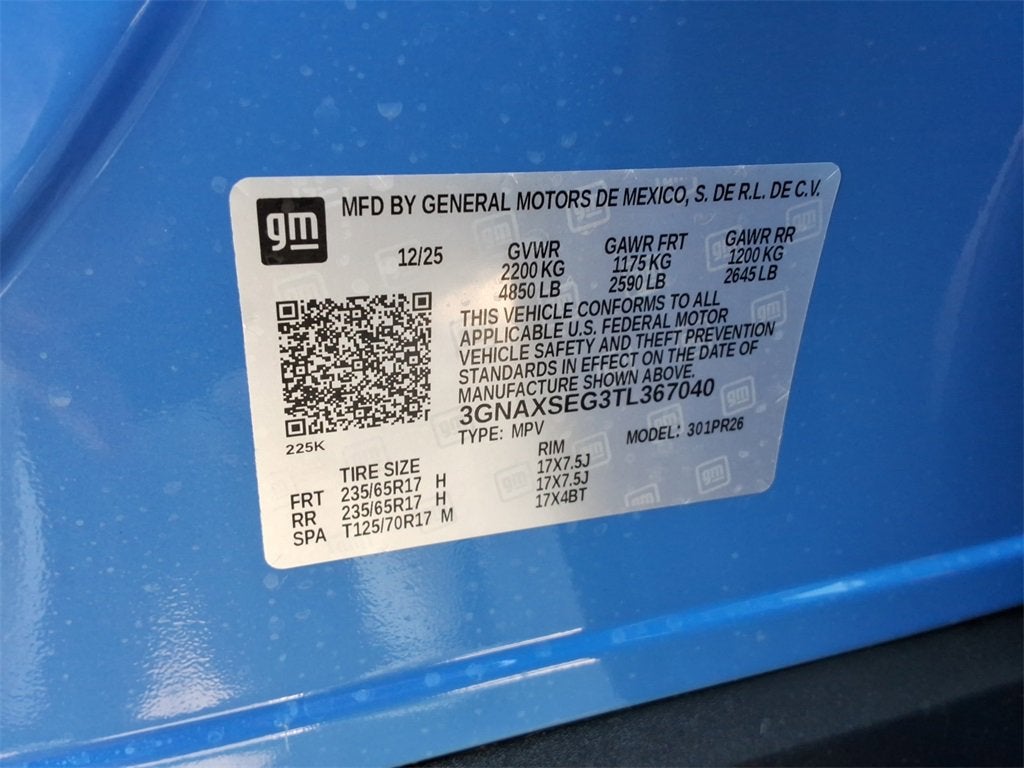 gm MFD BY GENERAL MOTORS DE MEXICO, S. DE R.L. DE C.V.
12/25 GVWR GAWR FRT GAWR RR
2200 KG 1175 KG 1200 KG
4850 LB 2590 LB 2645 LB
THIS VEHICLE CONFORMS TO ALL
APPLICABLE U.S. FEDERAL MOTOR
VEHICLE SAFETY AND THEFT PREVENTION
STANDARDS IN EFFECT ON THE DATE OF
MANUFACTURE SHOWN ABOVE.
3GNAXSEG3TL367040
225K TYPE: MPV MODEL: 301PR26
TIRE SIZE RIM
FRT 235/65R17 H 17X7.5J
RR 235/65R17 H 17X7.5J
SPA T125/70R17 M 17X4BT